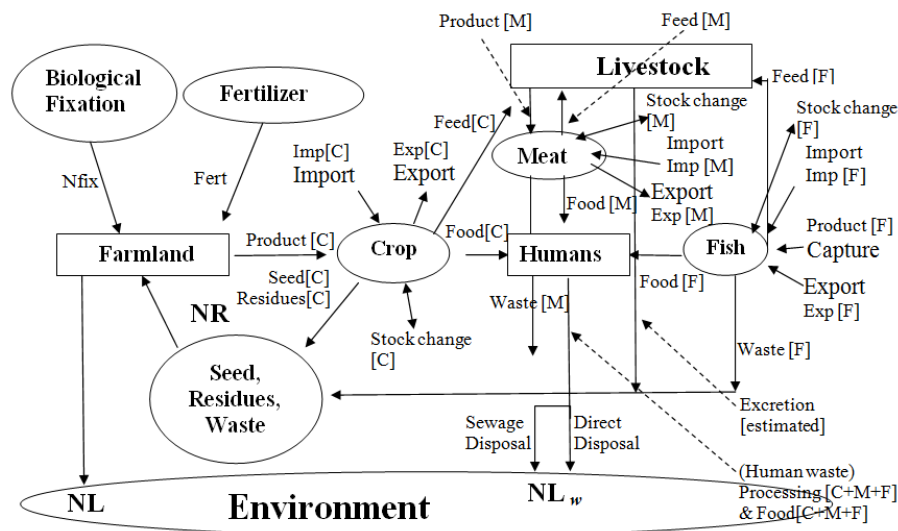 Product [M]
Feed [M]
Livestock
Biological
Fixation
Fertilizer
Feed [F]
Stock change
[M]
Stock change
[F]
Feed[C]
Imp[C]
Import
Exp[C]
Export
Meat
Import
Imp [M]
Import
Imp [F]
Nfix
Fert
Food [M]
Export
Exp [M]
Product [C]
Food[C]
Product [F]
Capture
Farmland
Crop
Humans
Fish
Seed[C]
Residues[C]
Waste [M]
Food [F]
Export
Exp [F]
NR
Stock change
[C]
Waste [F]
Seed,
Residues,
Waste
Excretion
[estimated]
Sewage
Disposal
Direct
Disposal
(Human waste)
Processing [C+M+F]
& Food[C+M+F]
NL
Environment
NL w